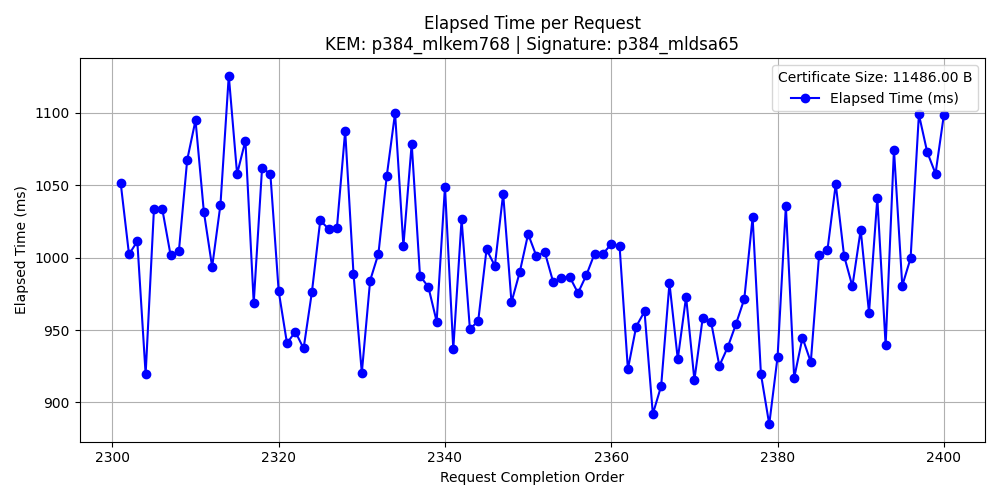 Elapsed Time per Request
KEM: p384_mlkem768 | Signature: p384_mldsa65
Certificate Size: 11486.00 B
Elapsed Time (ms)
Elapsed Time (ms)
1100
1050
1000
950
900
2300 2320 2340 2360 2380 2400
Request Completion Order